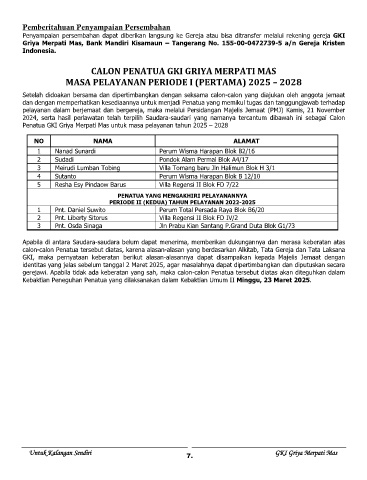 Pemberitahuan Penyampaian Persembahan
Penyampaian persembahan dapat diberikan langsung ke Gereja atau bisa ditransfer melalui rekening gereja GKI
Griya Merpati Mas, Bank Mandiri Kisamaun – Tangerang No. 155-00-0472739-5 a/n Gereja Kristen
Indonesia.
CALON PENATUA GKI GRIYA MERPATI MAS
MASA PELAYANAN PERIODE I (PERTAMA) 2025 – 2028
Setelah didoakan bersama dan dipertimbangkan dengan seksama calon-calon yang diajukan oleh anggota jemaat
dan dengan memperhatikan kesediaannya untuk menjadi Penatua yang memikul tugas dan tanggungjawab terhadap
pelayanan dalam berjemaat dan bergereja, maka melalui Persidangan Majelis Jemaat (PMJ) Kamis, 21 November
2024, serta hasil perlawatan telah terpilih Saudara-saudari yang namanya tercantum dibawah ini sebagai Calon
Penatua GKI Griya Merpati Mas untuk masa pelayanan tahun 2025 – 2028
NO NAMA ALAMAT
1 Nanad Sunardi Perum Wisma Harapan Blok B2/16
2 Sudadi Pondok Alam Permai Blok A4/17
3 Meirudi Lumban Tobing Villa Tomang baru Jln Halimun Blok H 3/1
4 Sutanto Perum Wisma Harapan Blok B 12/10
5 Resha Esy Pindaow Barus Villa Regensi II Blok FD 7/22
PENATUA YANG MENGAKHIRI PELAYANANNYA
PERIODE II (KEDUA) TAHUN PELAYANAN 2022-2025
1 Pnt. Daniel Suwito Perum Total Persada Raya Blok B6/20
2 Pnt. Liberty Sitorus Villa Regensi II Blok FD IV/2
3 Pnt. Osda Sinaga Jln Prabu Kian Santang P.Grand Duta Blok G1/73
Apabila di antara Saudara-saudara belum dapat menerima, memberikan dukungannya dan merasa keberatan atas
calon-calon Penatua tersebut diatas, karena alasan-alasan yang berdasarkan Alkitab, Tata Gereja dan Tata Laksana
GKI, maka pernyataan keberatan berikut alasan-alasannya dapat disampaikan kepada Majelis Jemaat dengan
identitas yang jelas sebelum tanggal 2 Maret 2025, agar masalahnya dapat dipertimbangkan dan diputuskan secara
gerejawi. Apabila tidak ada keberatan yang sah, maka calon-calon Penatua tersebut diatas akan diteguhkan dalam
Kebaktian Peneguhan Penatua yang dilaksanakan dalam Kebaktian Umum II Minggu, 23 Maret 2025.
Untuk Kalangan Sendiri 7. GKI Griya Merpati Mas